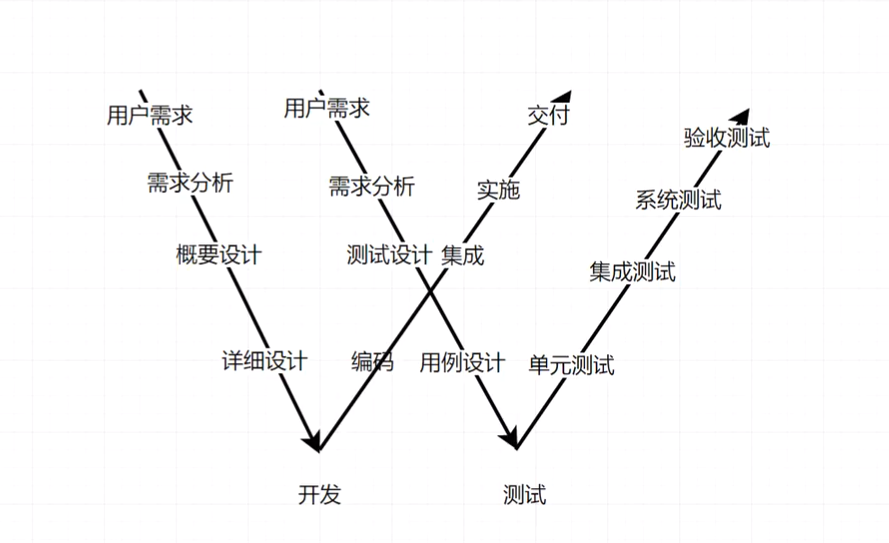 用户需求
用户需求
交付
验收测试
需求分析
需求分析
实施
系统测试
概要设计
测试设计
集成
集成测试
详细设计
编码
用例设计
单元测试
开发
测试